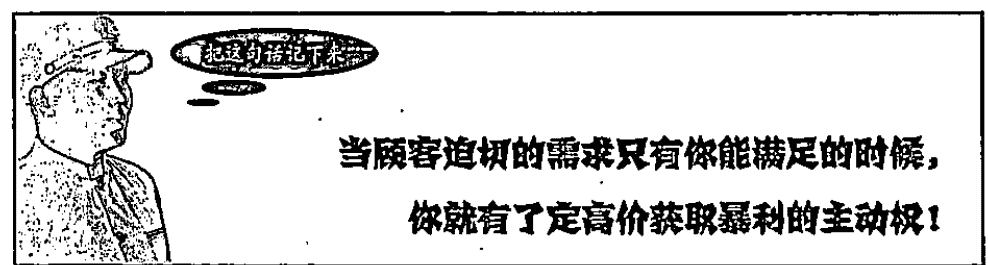 把这句话记下来
当顾客迫切的需求只有你能满足的时候，
你就有了定高价获取暴利的主动权！